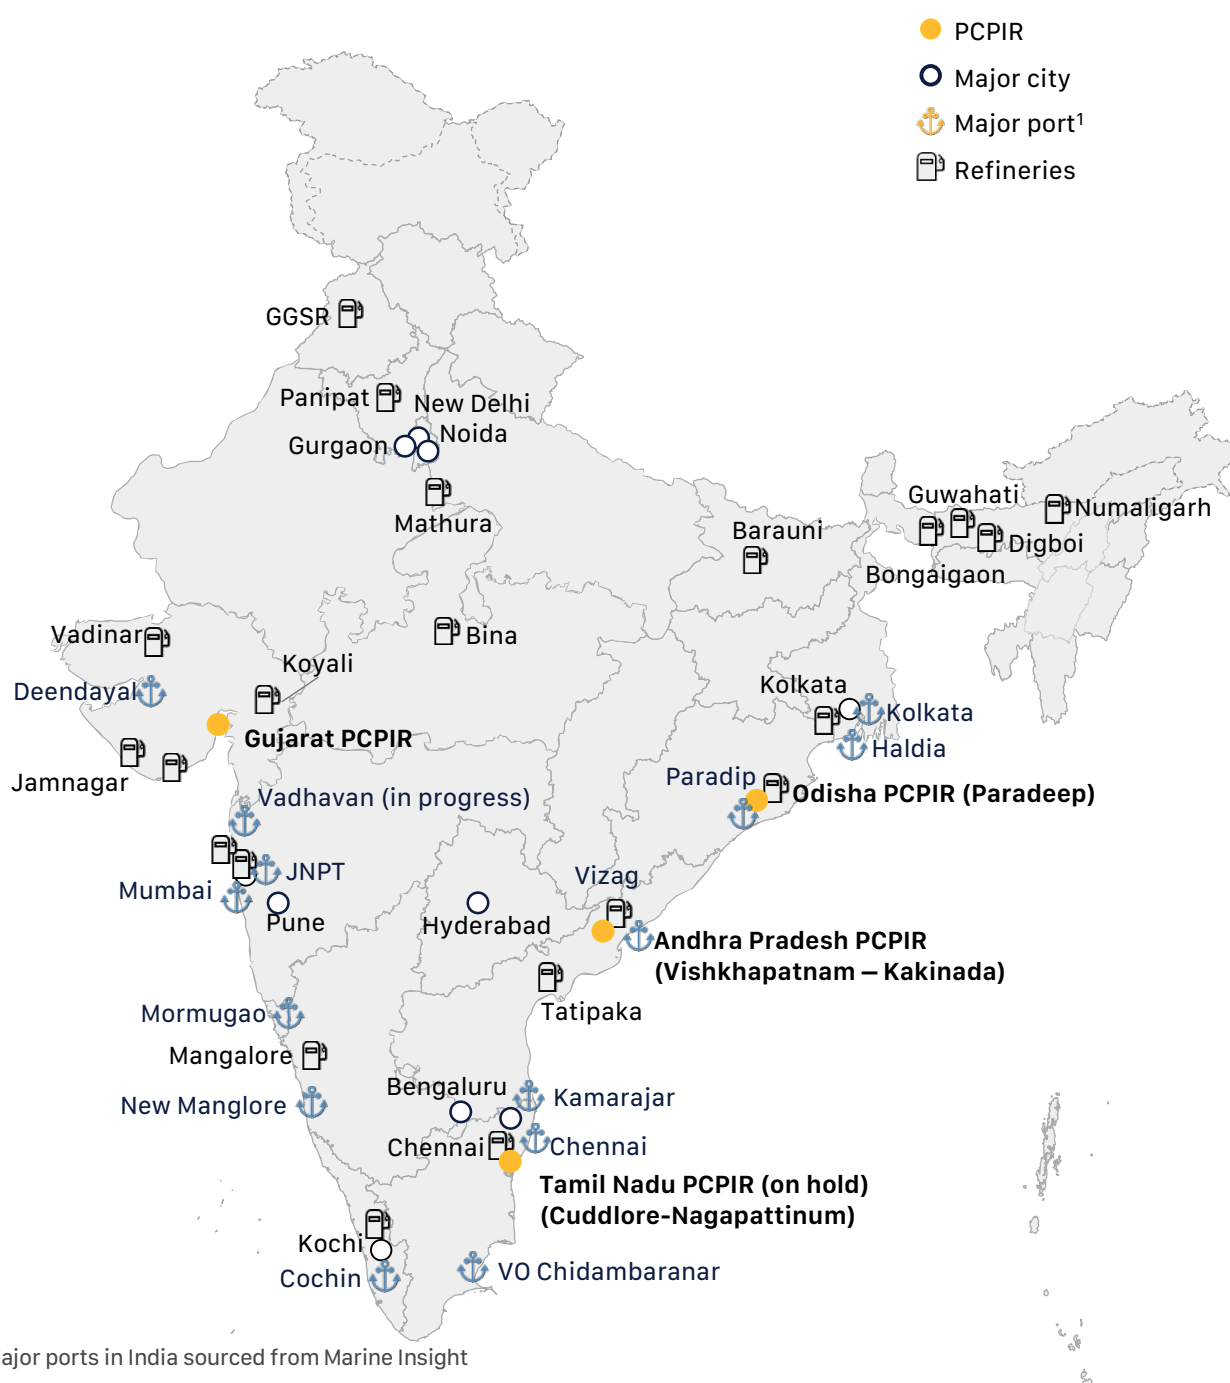 PCPIR
Major city
Major port¹
Refineries
GGSR
Panipat
New Delhi
Noida
Gurgaon
Mathura
Guwahati
Numaligarh
Barauni
Digboi
Bongaigaon
Vadinar
Bina
Koyali
Deendayal
Kolkata
Kolkata
Gujarat PCPIR
Haldia
Jamnagar
Paradip
Odisha PCPIR (Paradeep)
Vadhavan (in progress)
JNPT
Vizag
Mumbai
Pune
Hyderabad
Andhra Pradesh PCPIR
(Vishkhapatnam – Kakinada)
Tatipaka
Mormugao
Mangalore
Bengaluru
Kamarajar
New Manglore
Chennai
Chennai
Tamil Nadu PCPIR (on hold)
(Cuddlore-Nagapattinum)
Kochi
Cochin
VO Chidambaranar
ajor ports in India sourced from Marine Insight